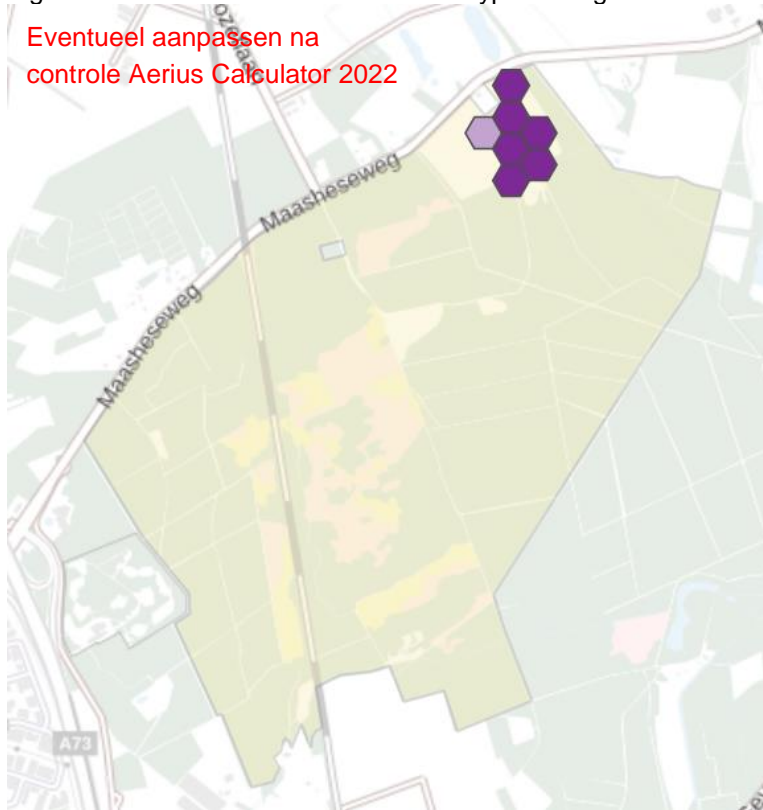 Eventueel aanpassen na
controle Aerius Calculator 2022
Maasheseweg
Maasheseweg
A73